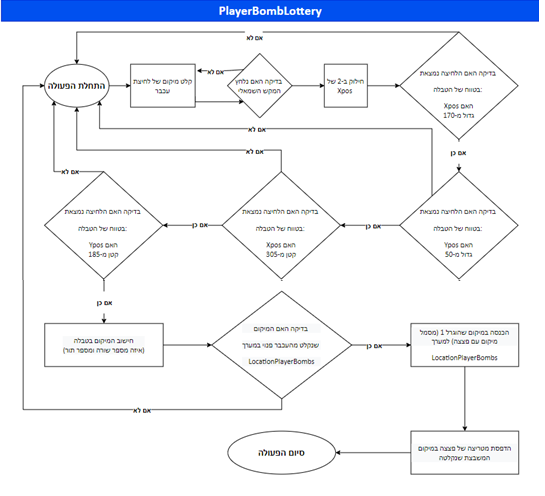 PlayerBombLottery
אם לא
התחלת הפעולה
קלט מיקום של לחיצת
עכבר
אם לא
בדיקה האם נלחץ
המקש השמאלי
חילוק ב-2 של
Xpos
בדיקה האם הלחיצה נמצאת
בטווח של הטבלה:
האם Xpos
גדול מ-170
אם לא
אם כן
אם לא
אם לא
בדיקה האם הלחיצה נמצאת
בטווח של הטבלה:
האם Ypos
גדול מ-50
אם כן
בדיקה האם הלחיצה נמצאת
בטווח של הטבלה:
האם Xpos
קטן מ-305
אם כן
בדיקה האם הלחיצה נמצאת
בטווח של הטבלה:
האם Ypos
קטן מ-185
אם כן
חישוב המיקום בטבלה
(איזה מספר שורה ומספר תור)
בדיקה האם המיקום
שנקלט מהעכבר פנוי במערך
LocationPlayerBombs
אם כן
הכנסה במיקום שהוגרל 1 (מסמל
מיקום עם פצצה) למערך
LocationPlayerBombs
אם לא
הדפסת מטריצה של פצצה במיקום
המשבצת שנקלטה
סיום הפעולה